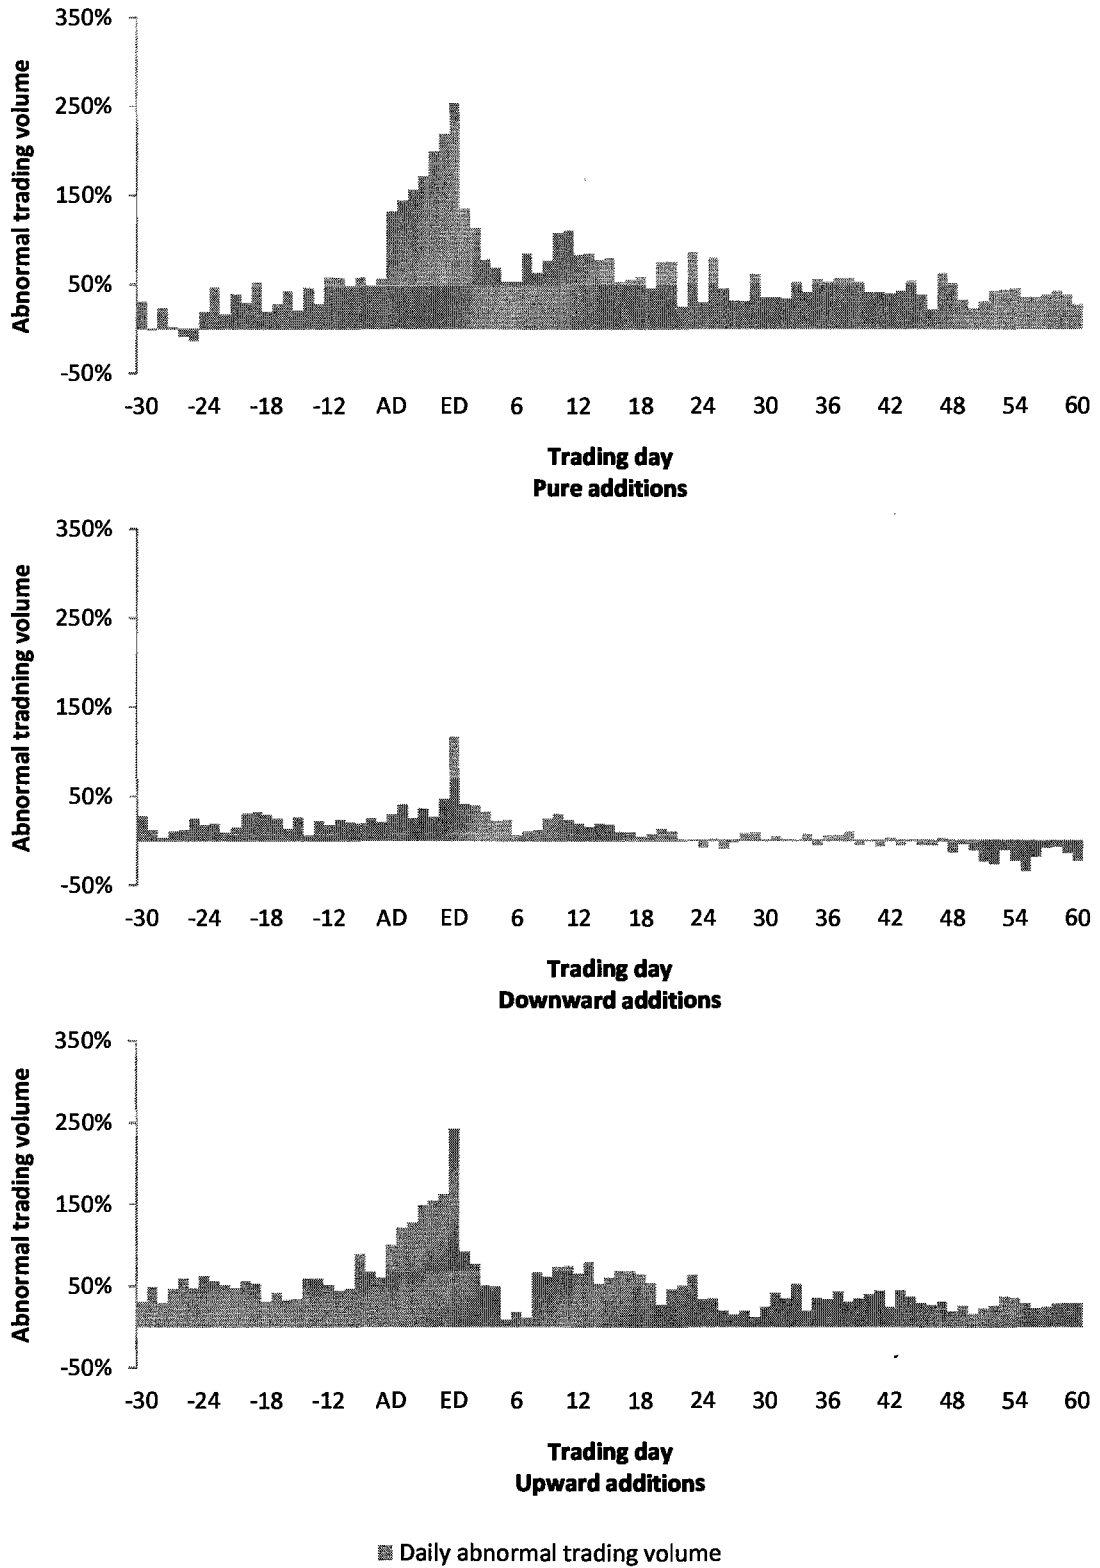 350%
250%
150%
50%
-50%
Abnormal trading volume
-30 -24 -18 -12 AD ED 6 12 18 24 30 36 42 48 54 60
Trading day
Pure additions
350%
250%
150%
50%
-50%
Abnormal tradning volume
-30 -24 -18 -12 AD ED 6 12 18 24 30 36 42 48 54 60
Trading day
Downward additions
350%
250%
150%
50%
-50%
Abnormal trading volume
-30 -24 -18 -12 AD ED 6 12 18 24 30 36 42 48 54 60
Trading day
Upward additions
Daily abnormal trading volume